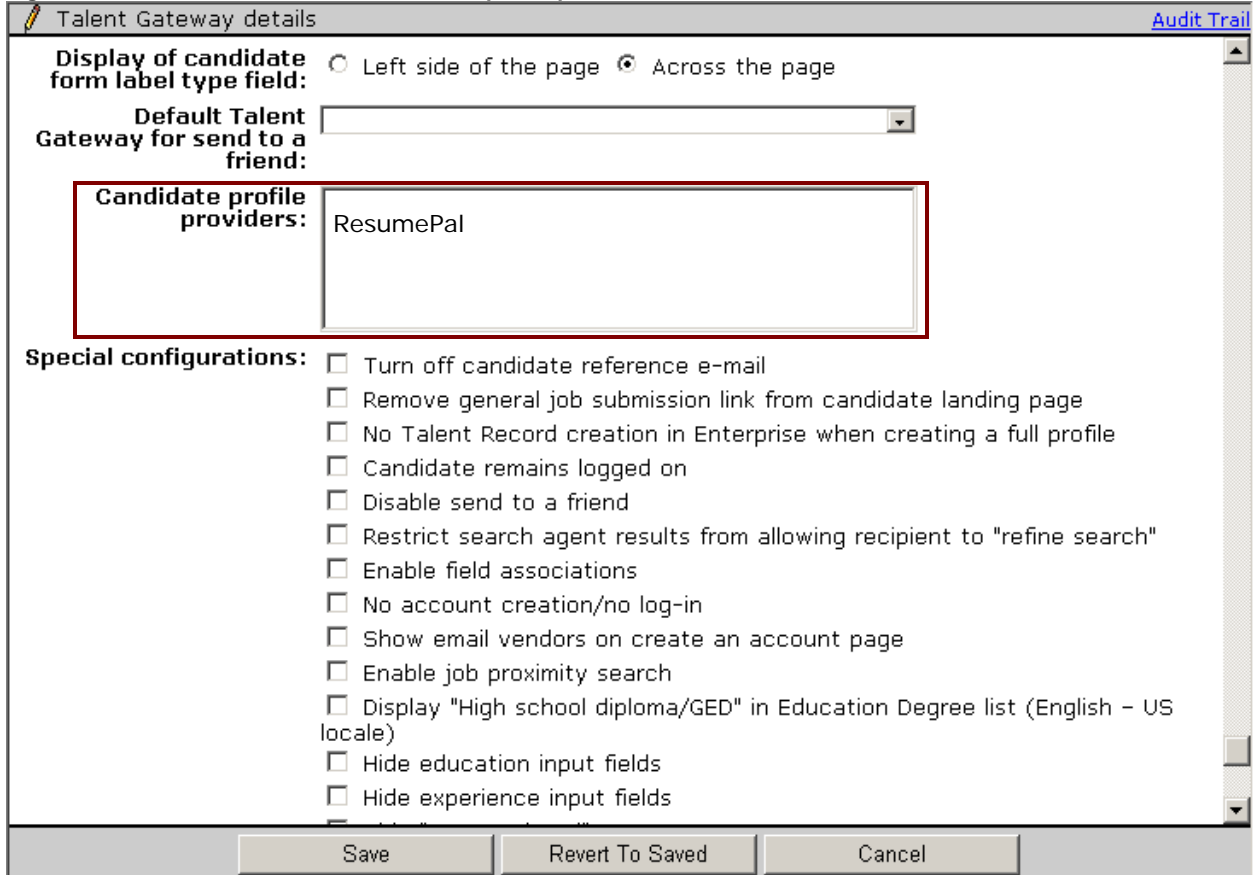 Talent Gateway details Audit Trail
Display of candidate
form label type field: Left side of the page Across the page
Default Talent
Gateway for send to a
friend:
Candidate profile
providers:
ResumePal
Special configurations:
Turn off candidate reference e-mail
Remove general job submission link from candidate landing page
No Talent Record creation in Enterprise when creating a full profile
Candidate remains logged on
Disable send to a friend
Restrict search agent results from allowing recipient to "refine search"
Enable field associations
No account creation/no log-in
Show email vendors on create an account page
Enable job proximity search
Display "High school diploma/GED" in Education Degree list (English – US
locale)
Hide education input fields
Hide experience input fields
Save Revert To Saved Cancel